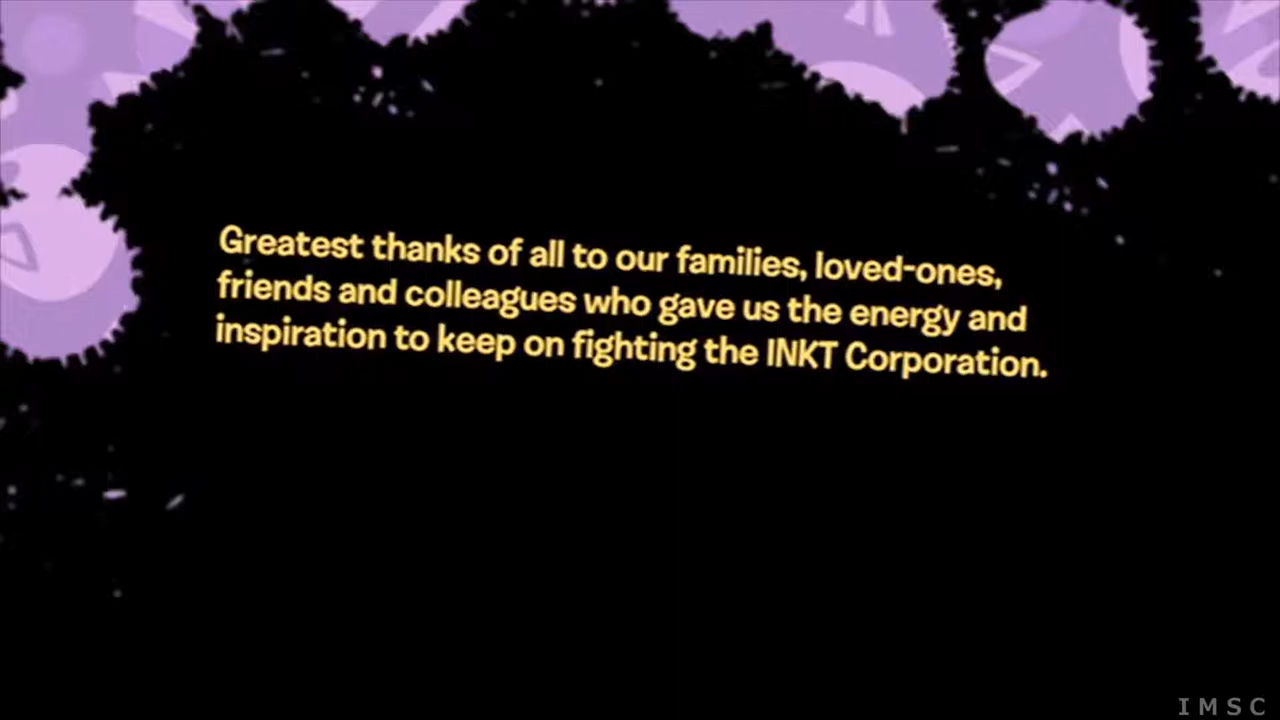 Greatest thanks of all to our families, loved-ones,
friends and colleagues who gave us the energy and
inspiration to keep on fighting the INKT Corporation.
IMSC